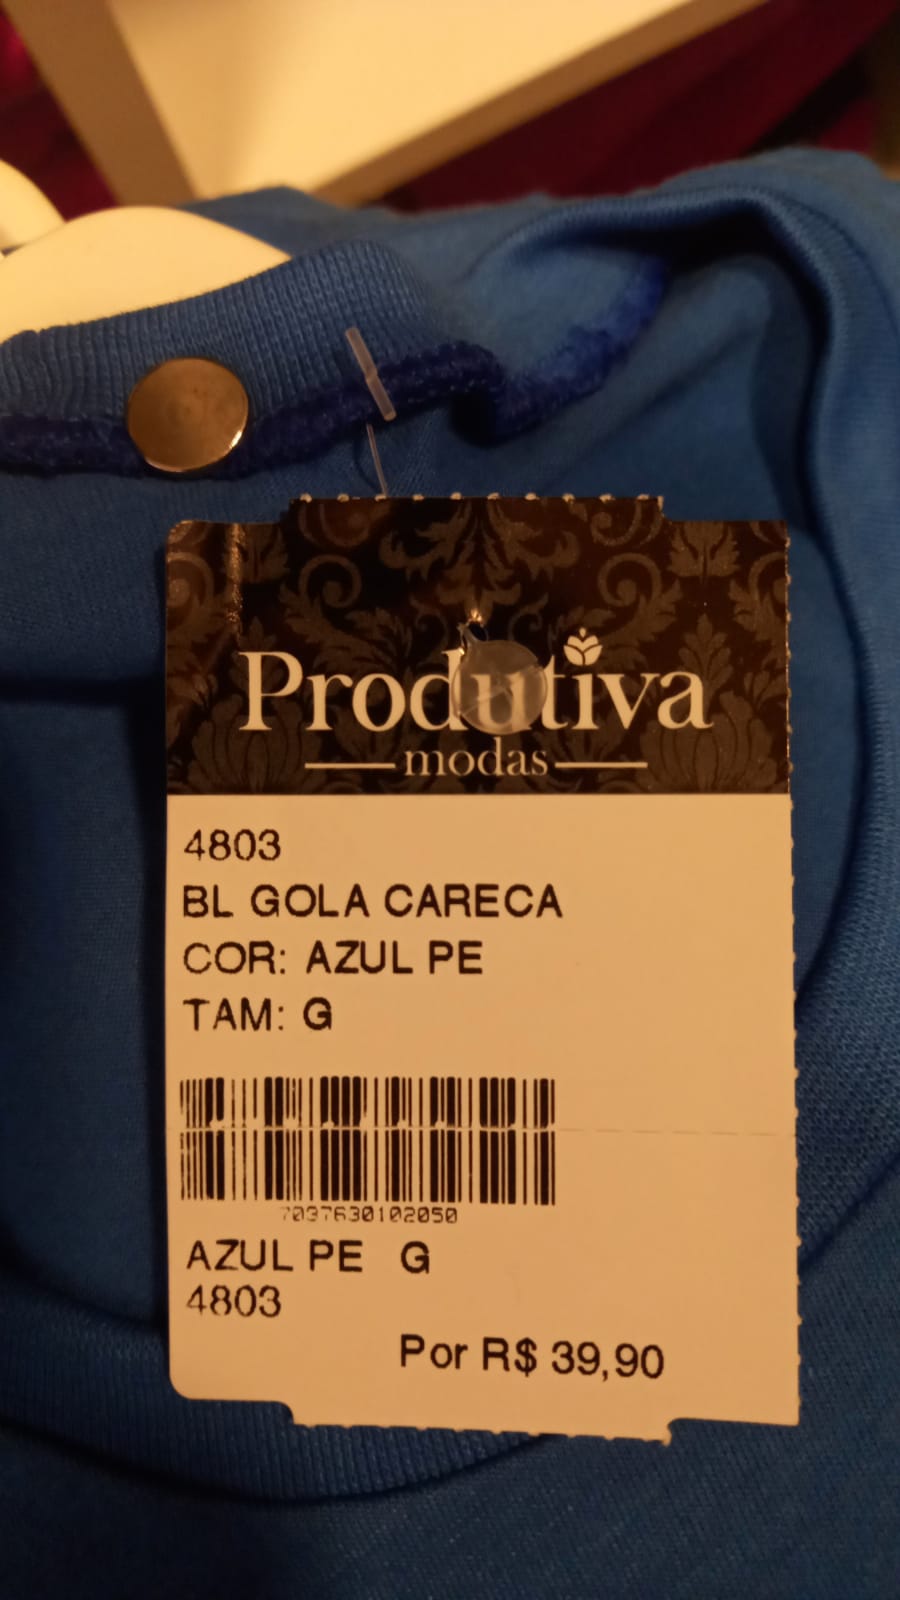 Produtiva
modas
4803
BL GOLA CARECA
COR: AZUL PE
TAM: G
7037630102050
AZUL PE G
4803
Por R$ 39,90